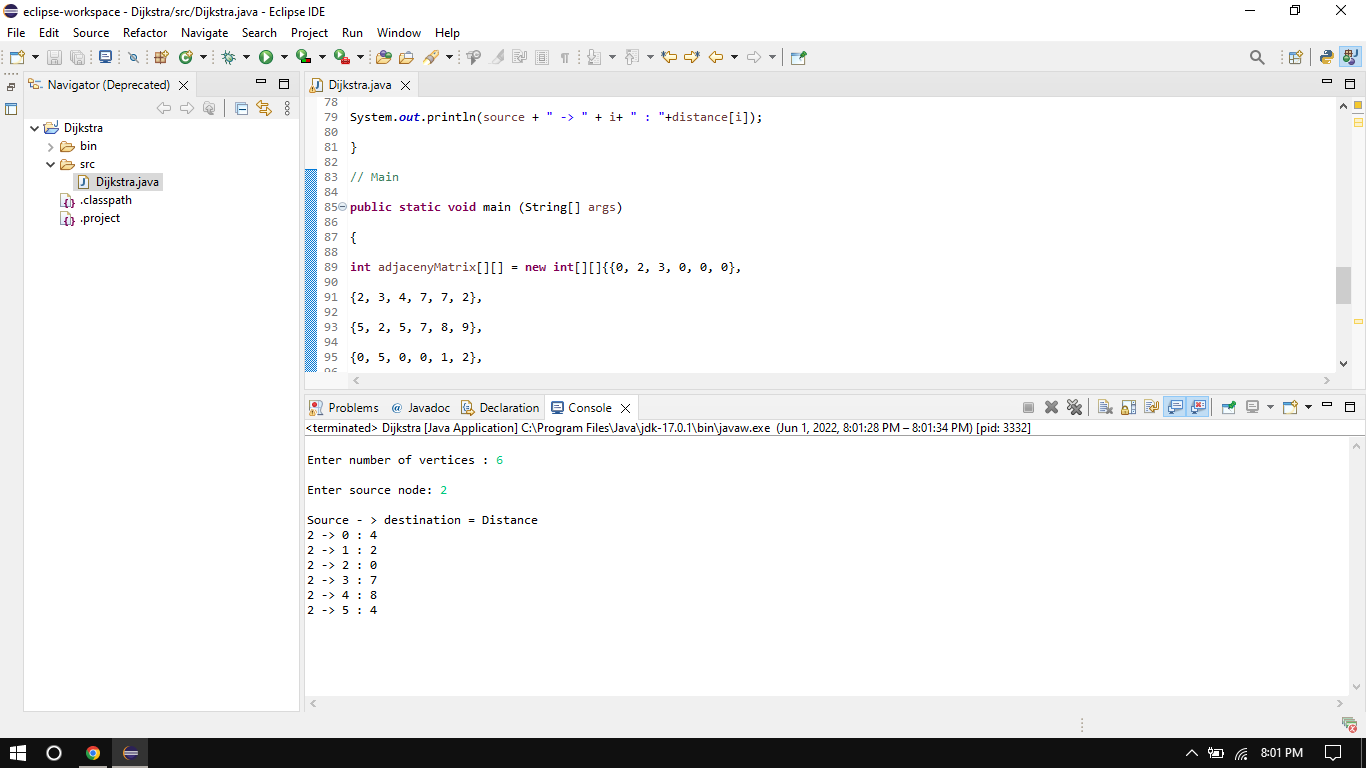 eclipse-workspace - Dijkstra/src/Dijkstra.java - Eclipse IDE
File Edit Source Refactor Navigate Search Project Run Window Help
Navigator (Deprecated)
Dijkstra
bin
src
Dijkstra.java
.classpath
.project
Dijkstra.java
78
79 System.out.println(source + " -> " + i+ " : "+distance[i]);
80
81 }
82
83 // Main
84
85 public static void main (String[] args)
86
87 {
88
89 int adjacenyMatrix[][] = new int[][]{{0, 2, 3, 0, 0, 0},
90
91 {2, 3, 4, 7, 7, 2},
92
93 {5, 2, 5, 7, 8, 9},
94
95 {0, 5, 0, 0, 1, 2},
96
Problems @ Javadoc Declaration Console
<terminated> Dijkstra [Java Application] C:\Program Files\Java\jdk-17.0.1\bin\javaw.exe (Jun 1, 2022, 8:01:28 PM – 8:01:34 PM) [pid: 3332]
Enter number of vertices : 6
Enter source node: 2
Source - > destination = Distance
2 -> 0 : 4
2 -> 1 : 2
2 -> 2 : 0
2 -> 3 : 7
2 -> 4 : 8
2 -> 5 : 4
8:01 PM